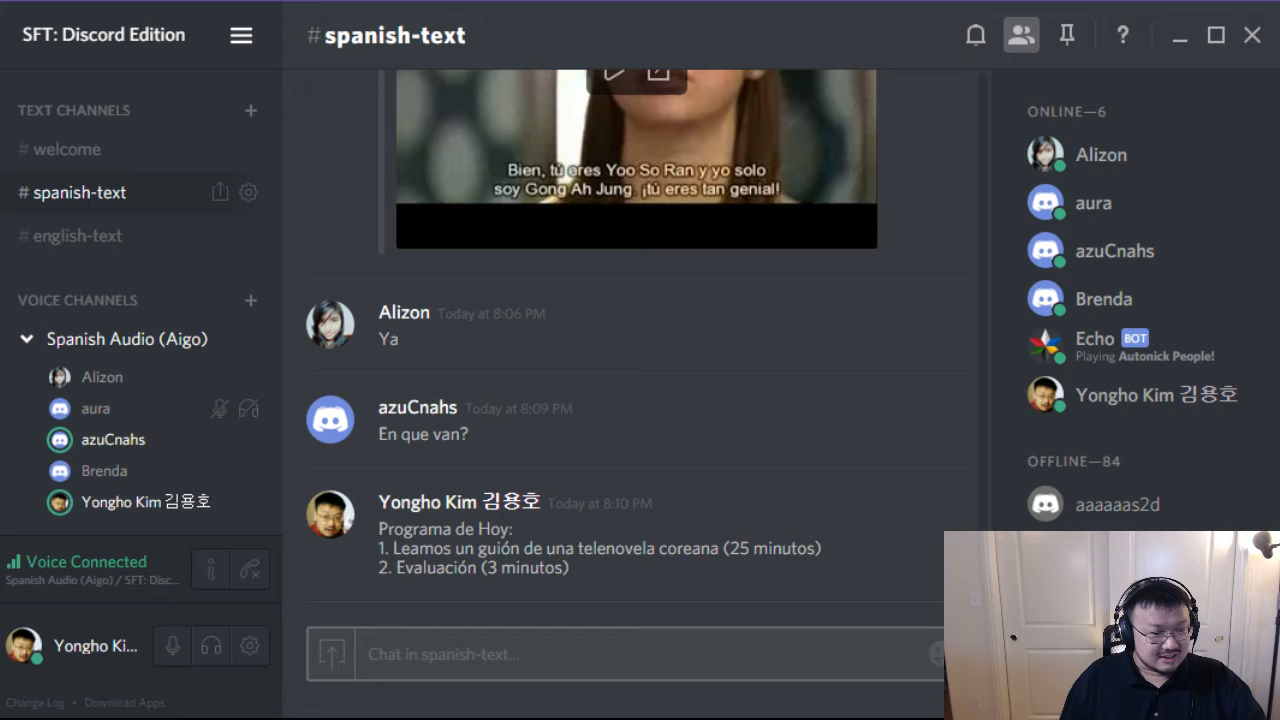 SFT: Discord Edition
#spanish-text
TEXT CHANNELS
# welcome
# spanish-text
# english-text
VOICE CHANNELS
Spanish Audio (Aigo)
Alizon
aura
azuCnahs
Brenda
Yongho Kim 김용호
Voice Connected
Spanish Audio (Aigo) / SFT: Disc...
Yongho Ki...
Change Log • Download Apps
Bien, tú eres Yoo So Ran y yo solo
soy Gong Ah Jung. ¡tú eres tan genial!
Alizon Today at 8:06 PM
Ya
azuCnahs Today at 8:09 PM
En que van?
Yongho Kim 김용호 Today at 8:10 PM
Programa de Hoy:
1. Leamos un guión de una telenovela coreana (25 minutos)
2. Evaluación (3 minutos)
Chat in spanish-text...
ONLINE—6
Alizon
aura
azuCnahs
Brenda
Echo BOT
Playing Autonick People!
Yongho Kim 김용호
OFFLINE—84
aaaaaas2d